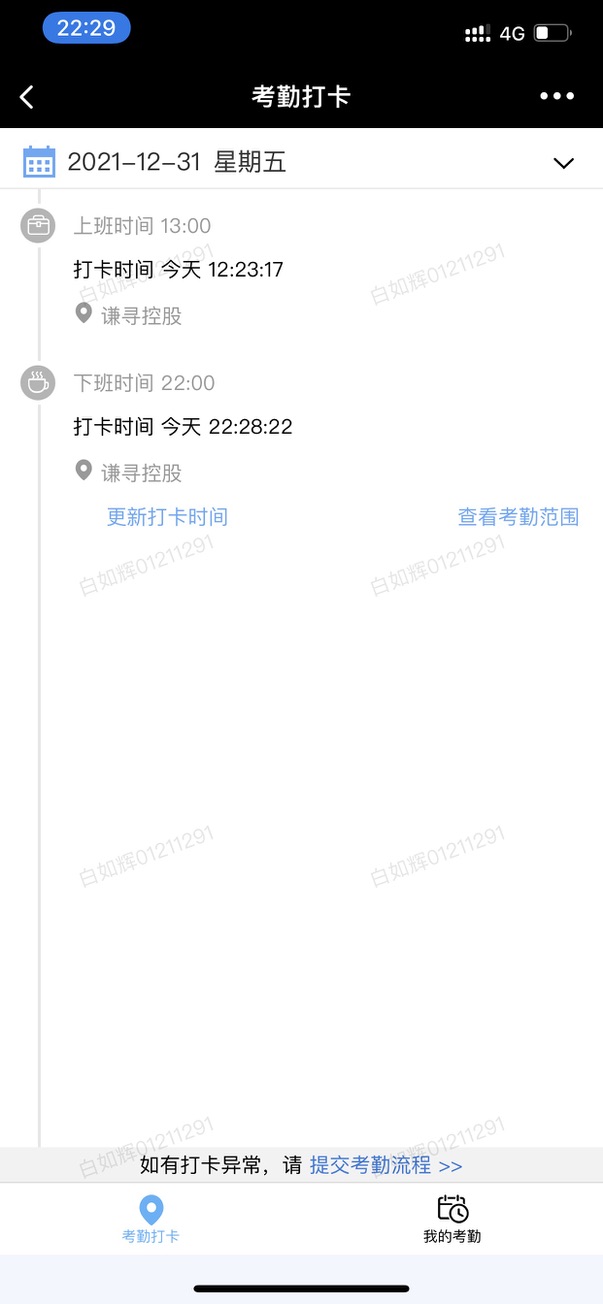 22:29
4G
考勤打卡
2021-12-31 星期五
上班时间 13:00
打卡时间 今天 12:23:17
白如辉01211291
白如辉01211291
谦寻控股
下班时间 22:00
打卡时间 今天 22:28:22
谦寻控股
更新打卡时间 查看考勤范围
白如辉01211291
白如辉01211291
白如辉01211291
白如辉01211291
白如辉01211291
白如辉01211291
如有打卡异常，请 提交考勤流程 >>
考勤打卡 我的考勤